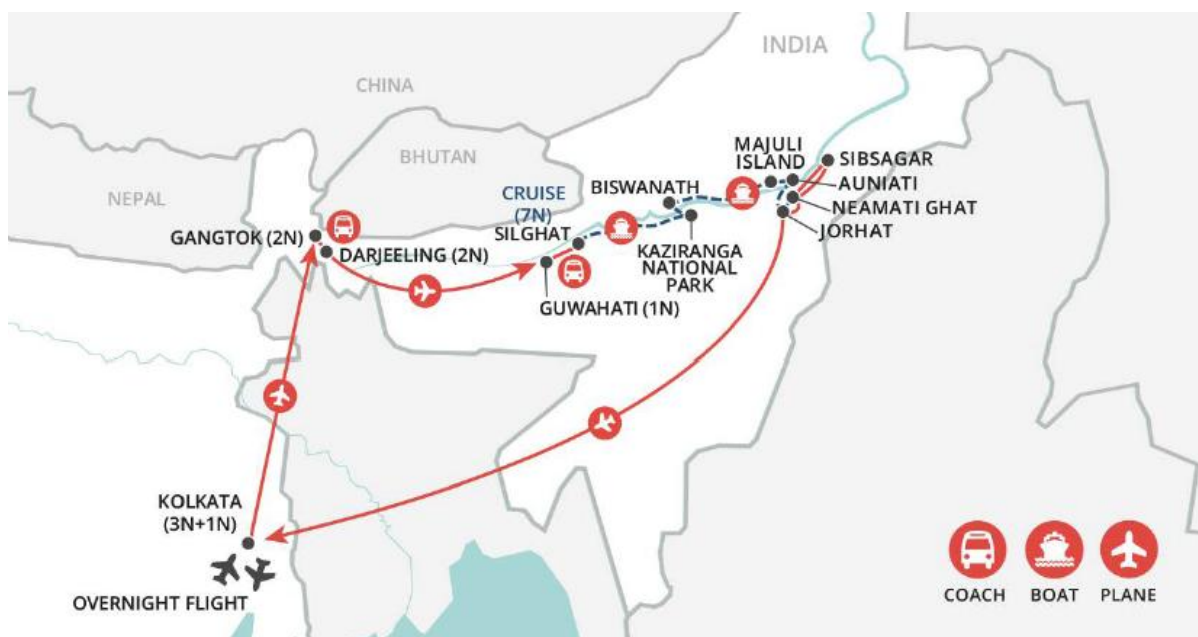 INDIA
CHINA
BHUTAN
NEPAL
MAJULI
ISLAND
SIBSAGAR
AUNIATI
NEAMATI GHAT
JORHAT
BISWANATH
CRUISE
(7N)
SILGHAT
KAZIRANGA
NATIONAL
PARK
GANGTOK (2N)
DARJEELING (2N)
GUWAHATI (1N)
KOLKATA
(3N+1N)
OVERNIGHT FLIGHT
COACH
BOAT
PLANE